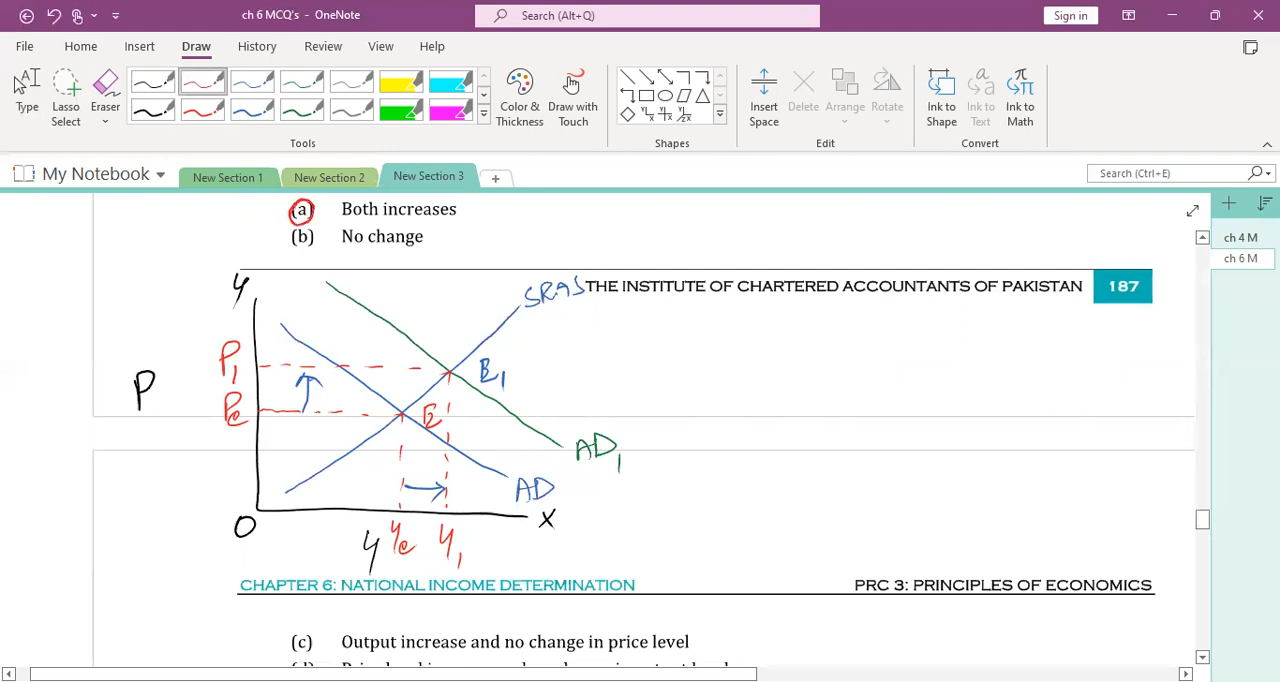 ch 6 MCQ's - OneNote
Search (Alt+Q)
Sign in
File Home Insert Draw History Review View Help
Type
Lasso Select
Eraser
Color & Thickness
Draw with Touch
Insert Space
Delete
Arrange
Rotate
Ink to Shape
Ink to Text
Ink to Math
Tools
Shapes
Edit
Convert
My Notebook
New Section 1
New Section 2
New Section 3
Search (Ctrl+E)
ch 4 M
ch 6 M
(a) Both increases
(b) No change
THE INSTITUTE OF CHARTERED ACCOUNTANTS OF PAKISTAN 187
y
SRAS
P1
E1
P
Pe
E
AD1
AD
O
X
y
ye
y1
CHAPTER 6: NATIONAL INCOME DETERMINATION
PRC 3: PRINCIPLES OF ECONOMICS
(c) Output increase and no change in price level